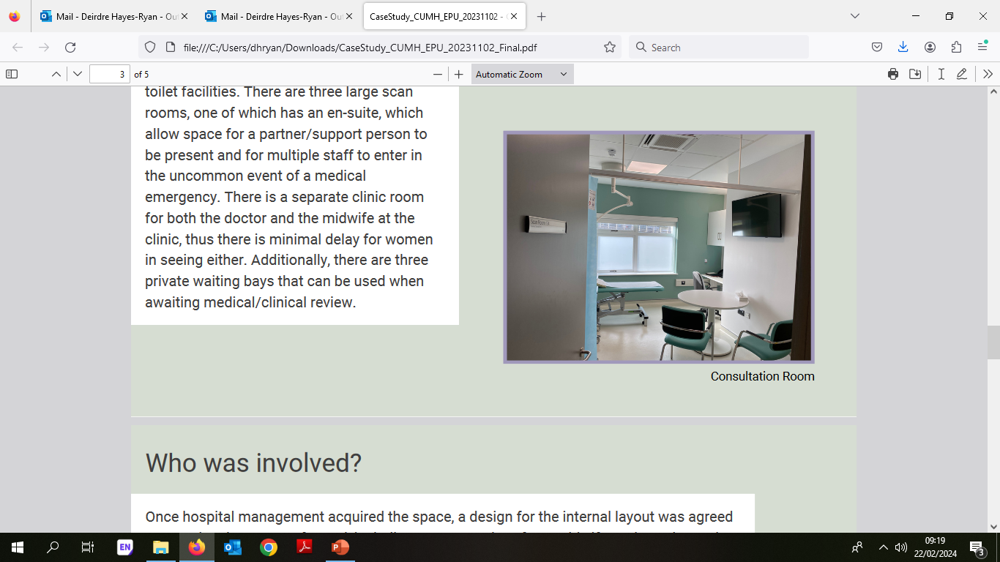 Mail - Deirdre Hayes-Ryan - Ou
Mail - Deirdre Hayes-Ryan - Ou
CaseStudy_CUMH_EPU_20231102 -
file:///C:/Users/dhryan/Downloads/CaseStudy_CUMH_EPU_20231102_Final.pdf
Search
3 of 5
Automatic Zoom
toilet facilities. There are three large scan
rooms, one of which has an en-suite, which
allow space for a partner/support person to
be present and for multiple staff to enter in
the uncommon event of a medical
emergency. There is a separate clinic room
for both the doctor and the midwife at the
clinic, thus there is minimal delay for women
in seeing either. Additionally, there are three
private waiting bays that can be used when
awaiting medical/clinical review.
Consultation Room
Who was involved?
Once hospital management acquired the space, a design for the internal layout was agreed
EN
09:19
22/02/2024
3